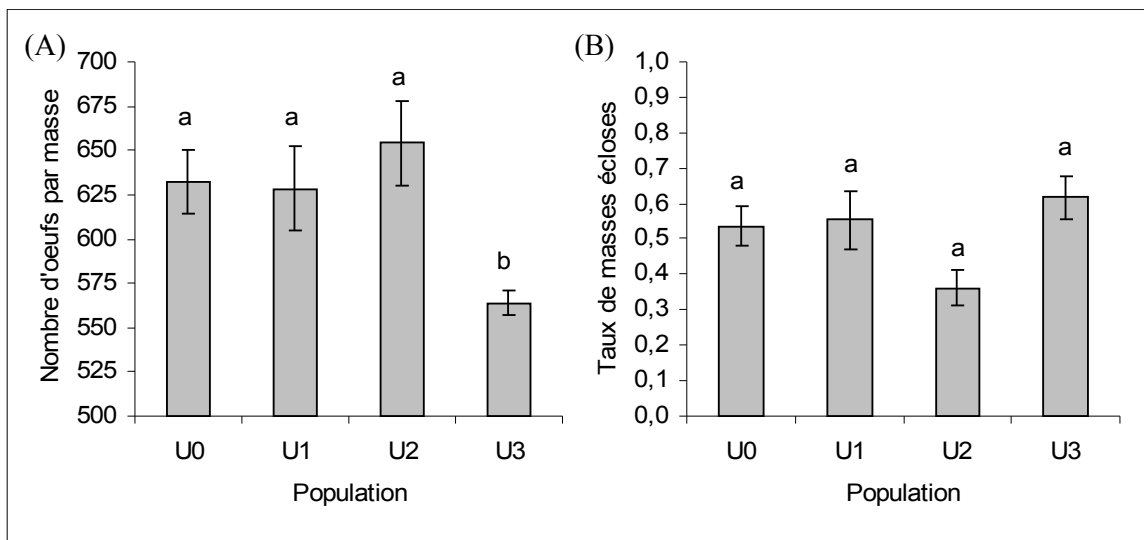 (A)
Nombre d'oeufs par masse
700
675
650
625
600
575
550
525
500
a
a
a
b
U0 U1 U2 U3
Population
(B)
Taux de masses écloses
1,0
0,9
0,8
0,7
0,6
0,5
0,4
0,3
0,2
0,1
0,0
a
a
a
a
U0 U1 U2 U3
Population